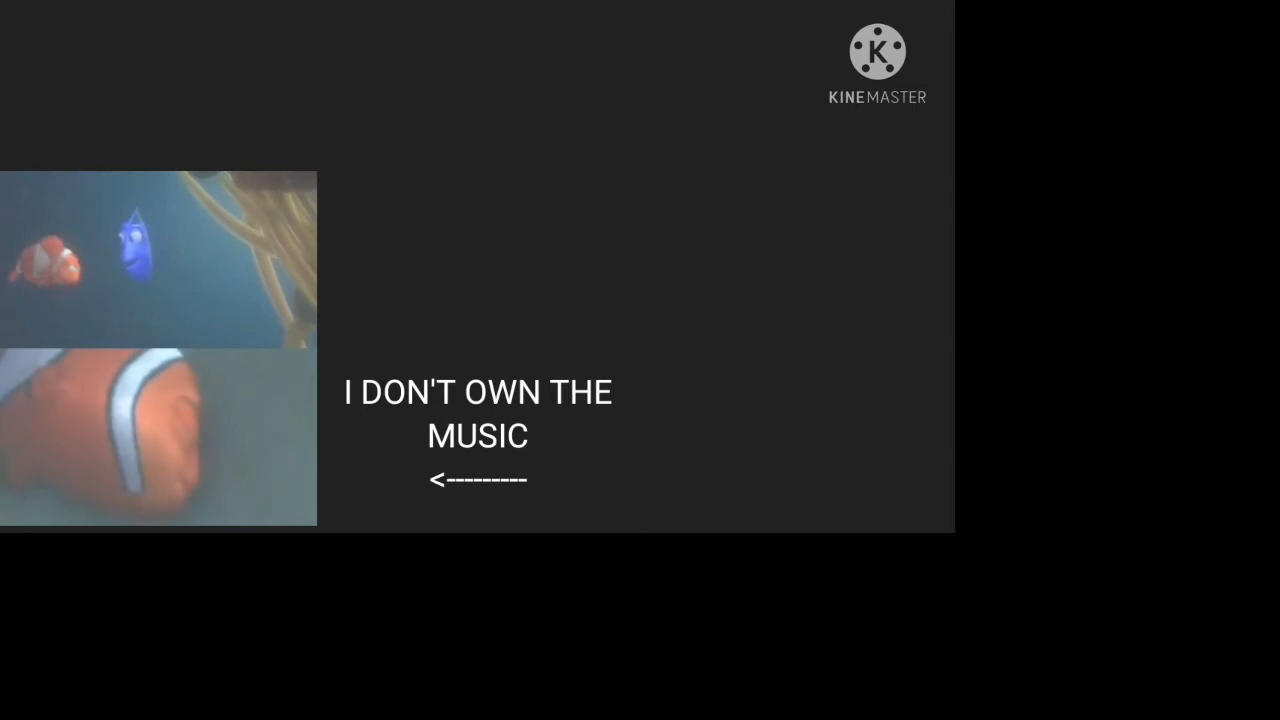 K
KINEMASTER
I DON'T OWN THE
MUSIC
<---------